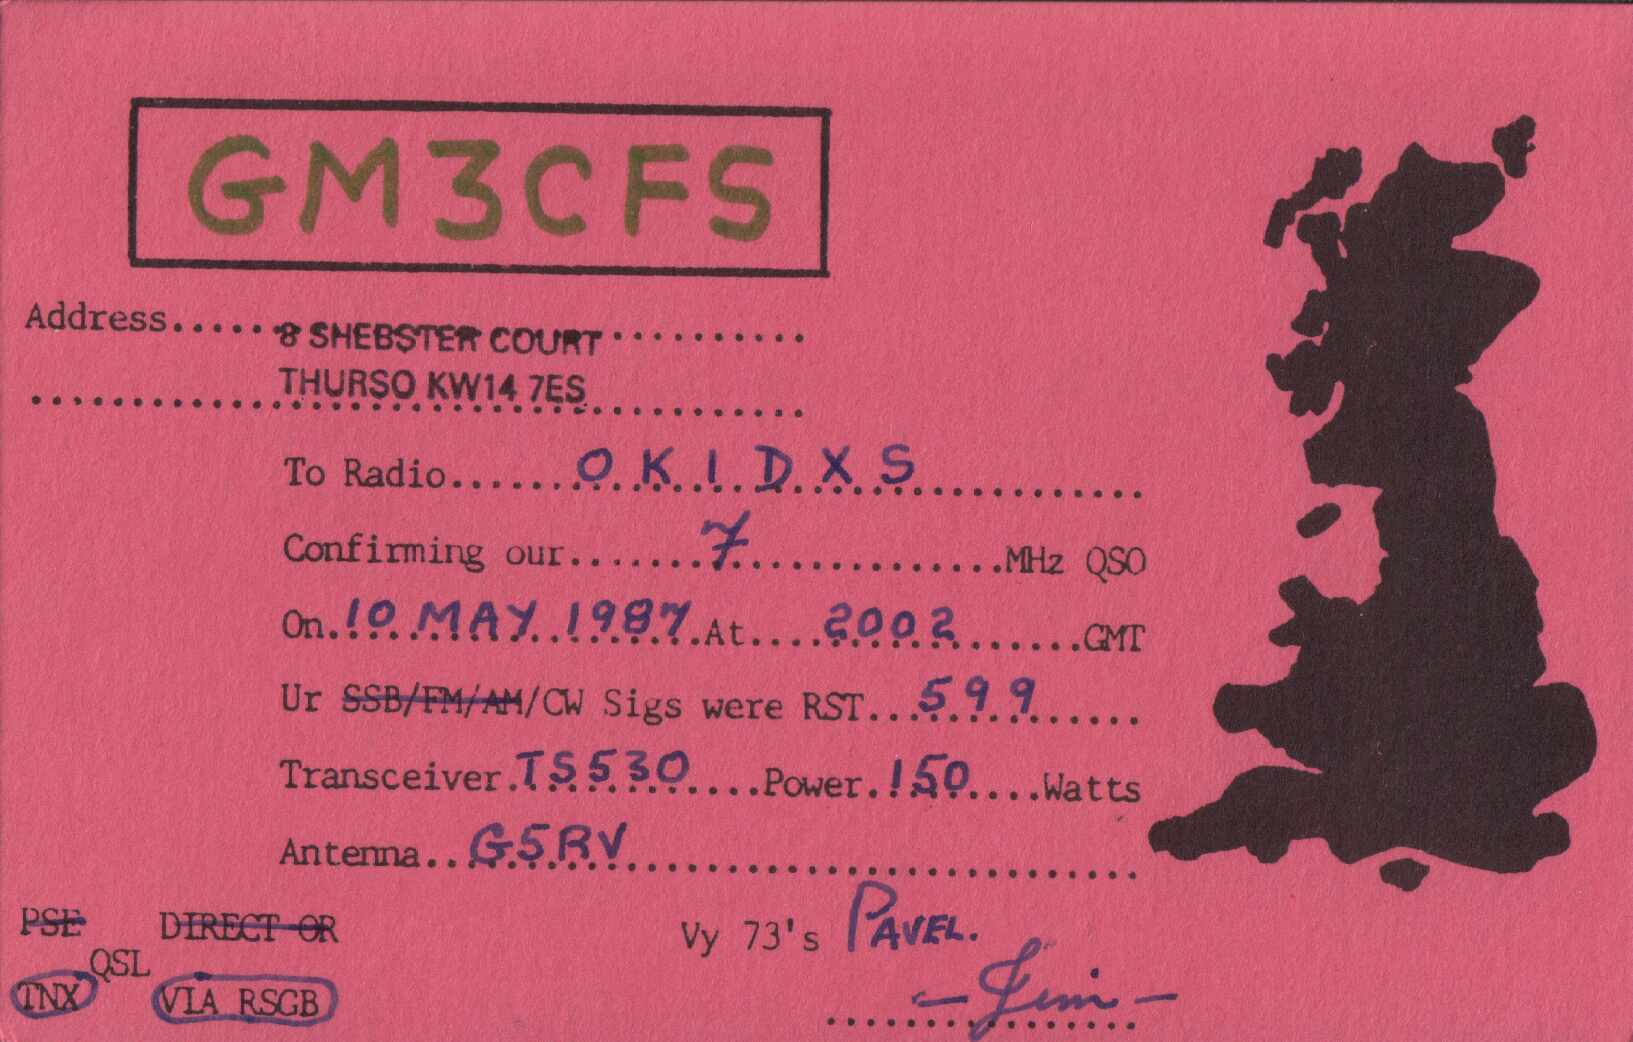 GM3CFS
Address......8 SHEBSTER COURT..........
THURSO KW14 7ES
To Radio......OK1DXS............
Confirming our.......7..............MHz QSO
On.10 MAY 1987.At....2002......GMT
Ur SSB/FM/AM/CW Sigs were RST..599......
Transceiver.TS530....Power.150....Watts
Antenna..G5RV......................
PSE DIRECT OR Vy 73's PAVEL.
QSL
TNX VIA RSGB — Jim —